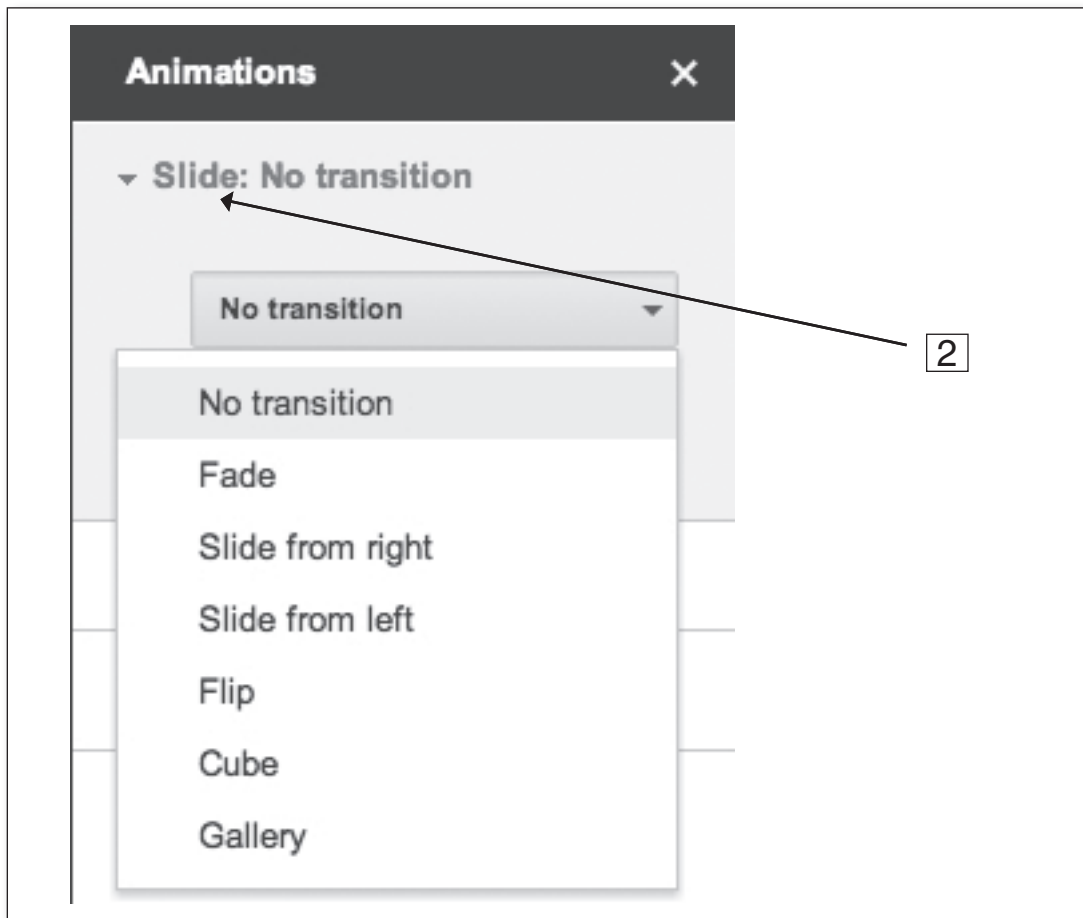 Animations ×
Slide: No transition
No transition
2
No transition
Fade
Slide from right
Slide from left
Flip
Cube
Gallery